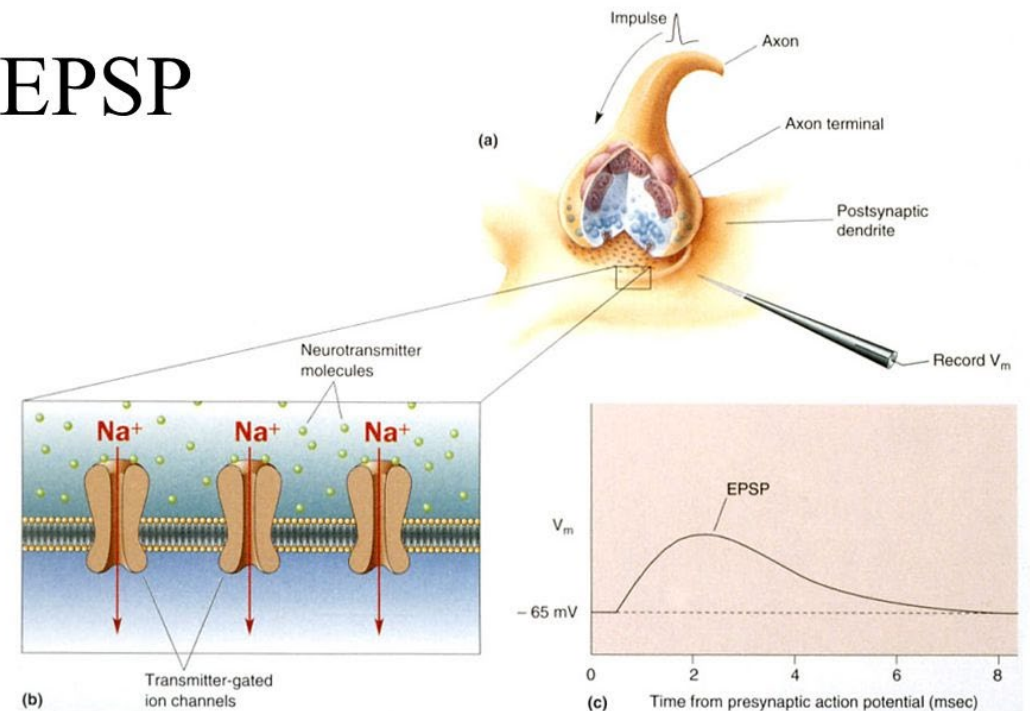 EPSP
Impulse
Axon
Axon terminal
(a)
Postsynaptic
dendrite
Record Vm
Neurotransmitter
molecules
Na+ Na+ Na+
Transmitter-gated
ion channels
(b)
EPSP
Vm
– 65 mV
0 2 4 6 8
(c) Time from presynaptic action potential (msec)